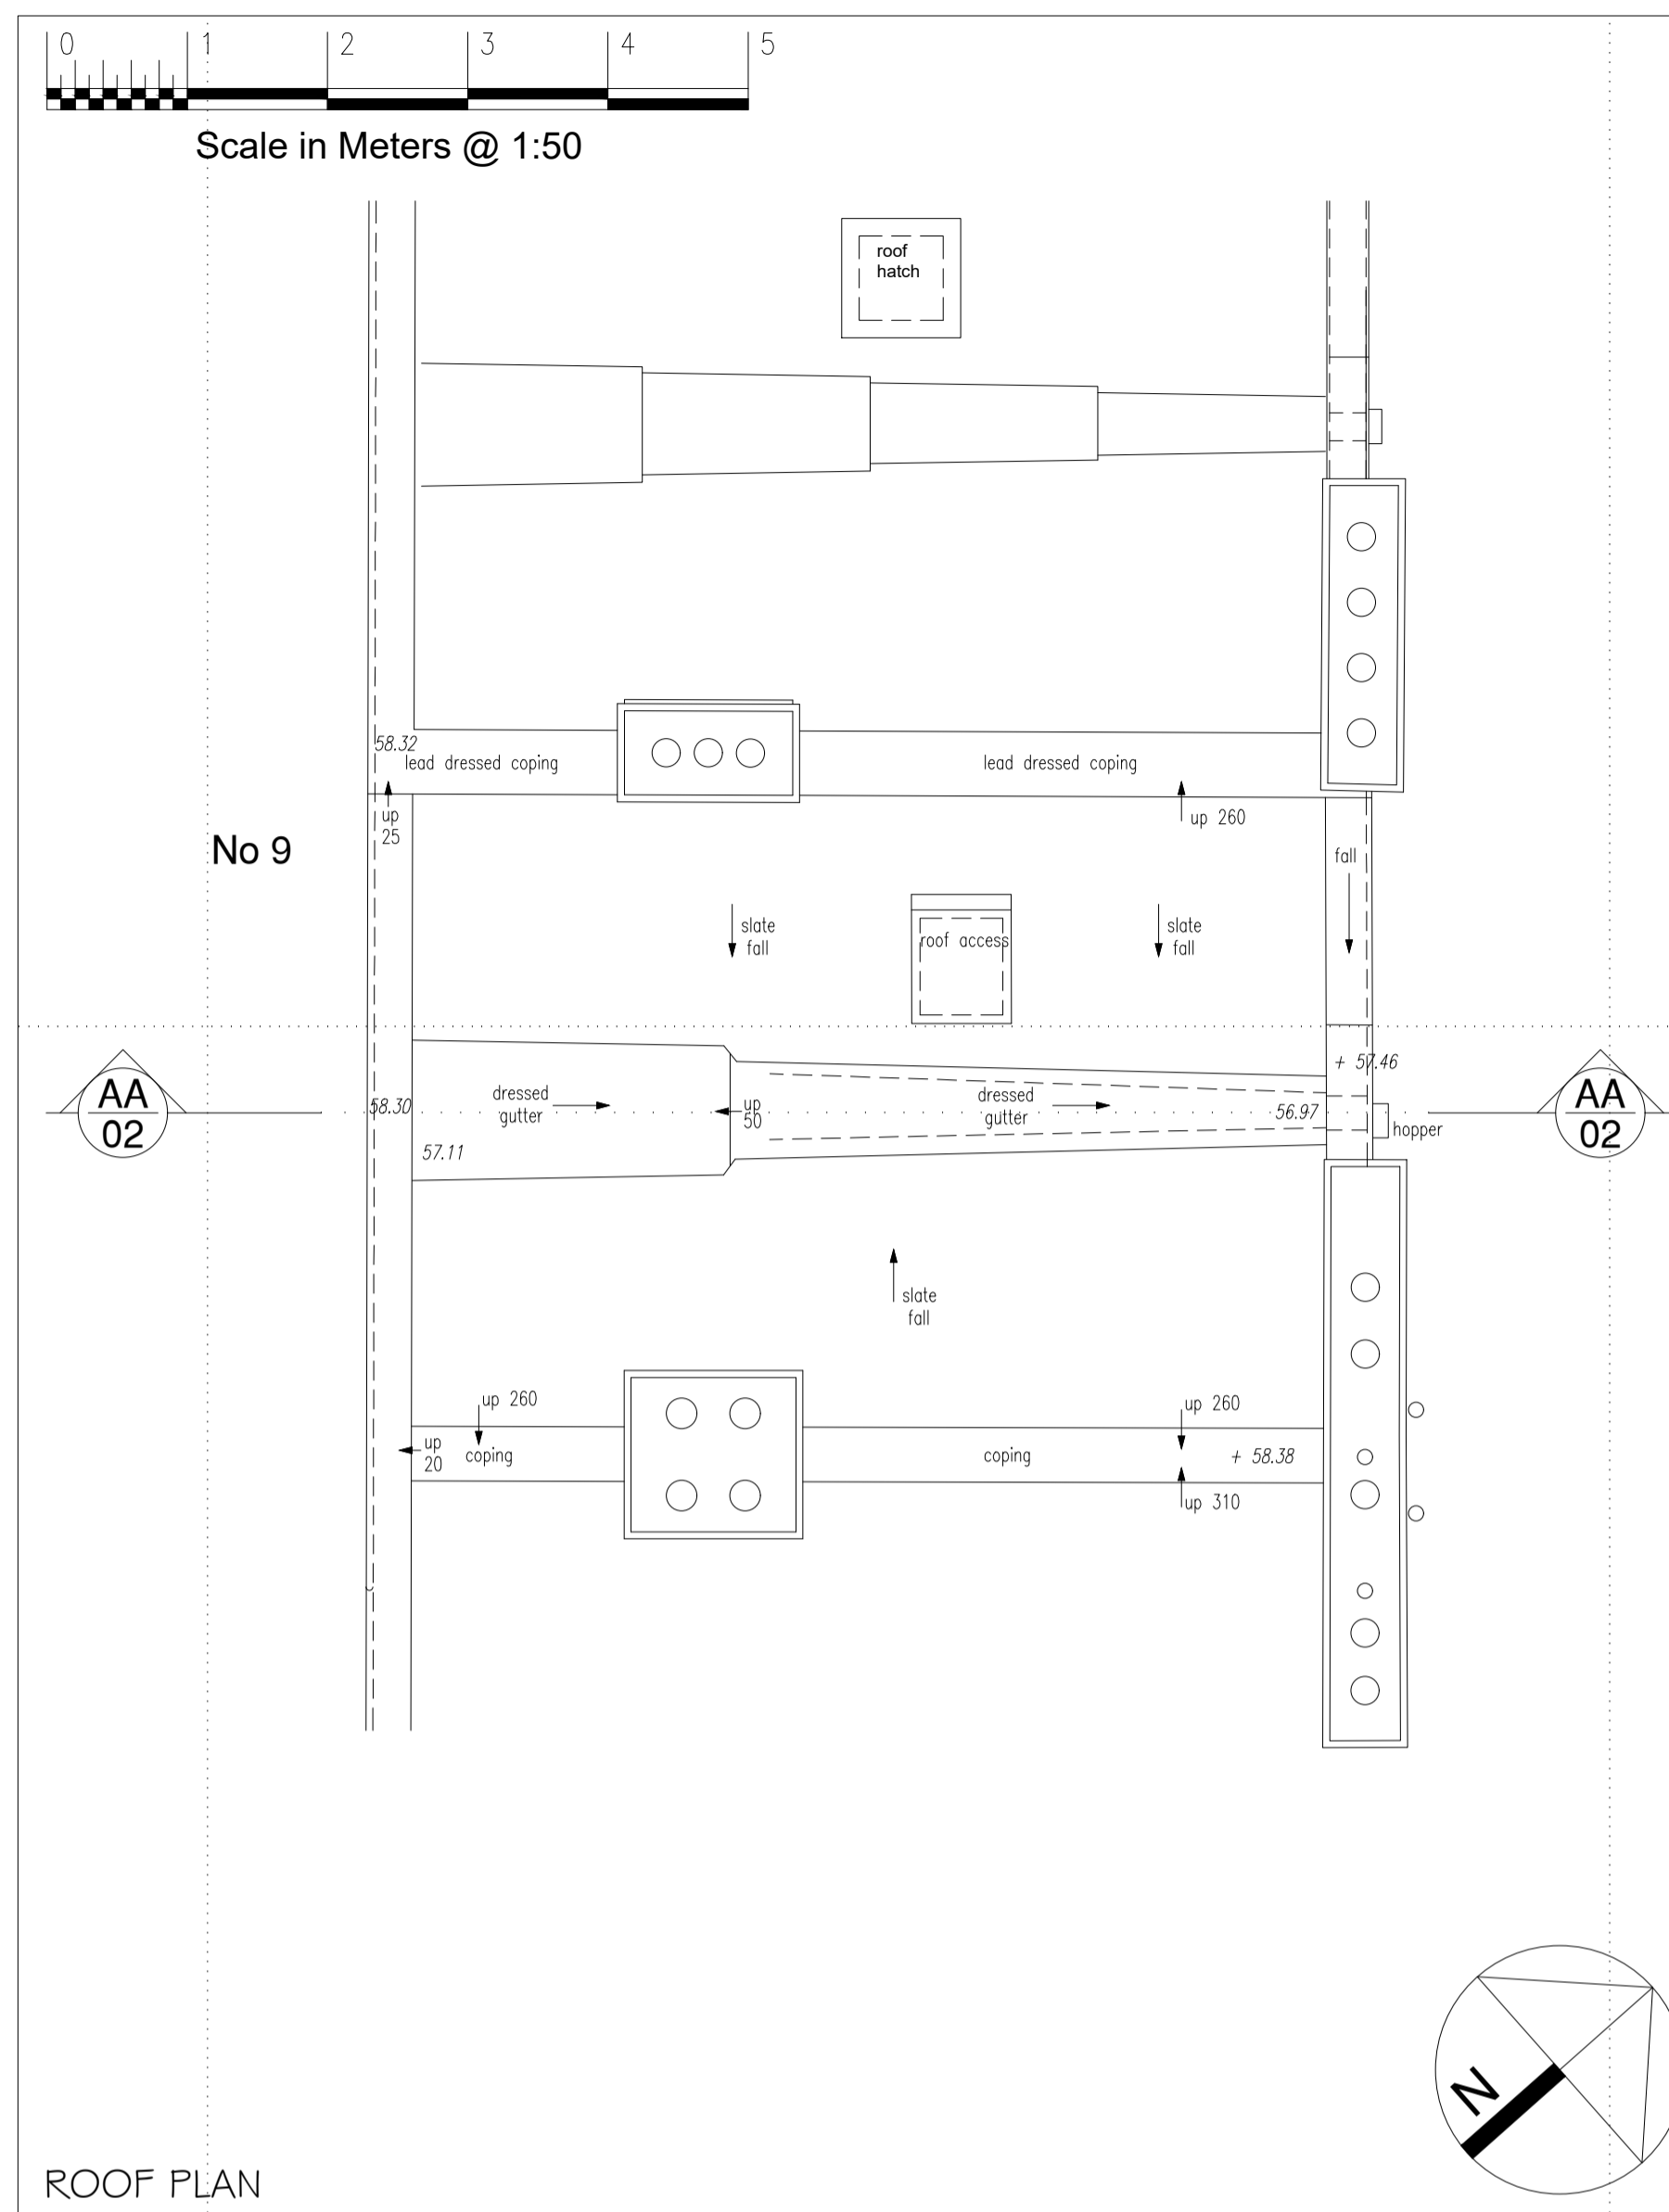 0 1 2 3 4 5
Scale in Meters @ 1:50
roof
hatch
58.32
lead dressed coping
lead dressed coping
up
25
up 260
No 9
fall
slate
fall
roof access
slate
fall
+ 57.46
AA
02
58.30
dressed
gutter
up
50
dressed
gutter
56.97
hopper
AA
02
57.11
slate
fall
up 260
up 260
up
20
coping
coping
+ 58.38
up 310
N
ROOF PLAN